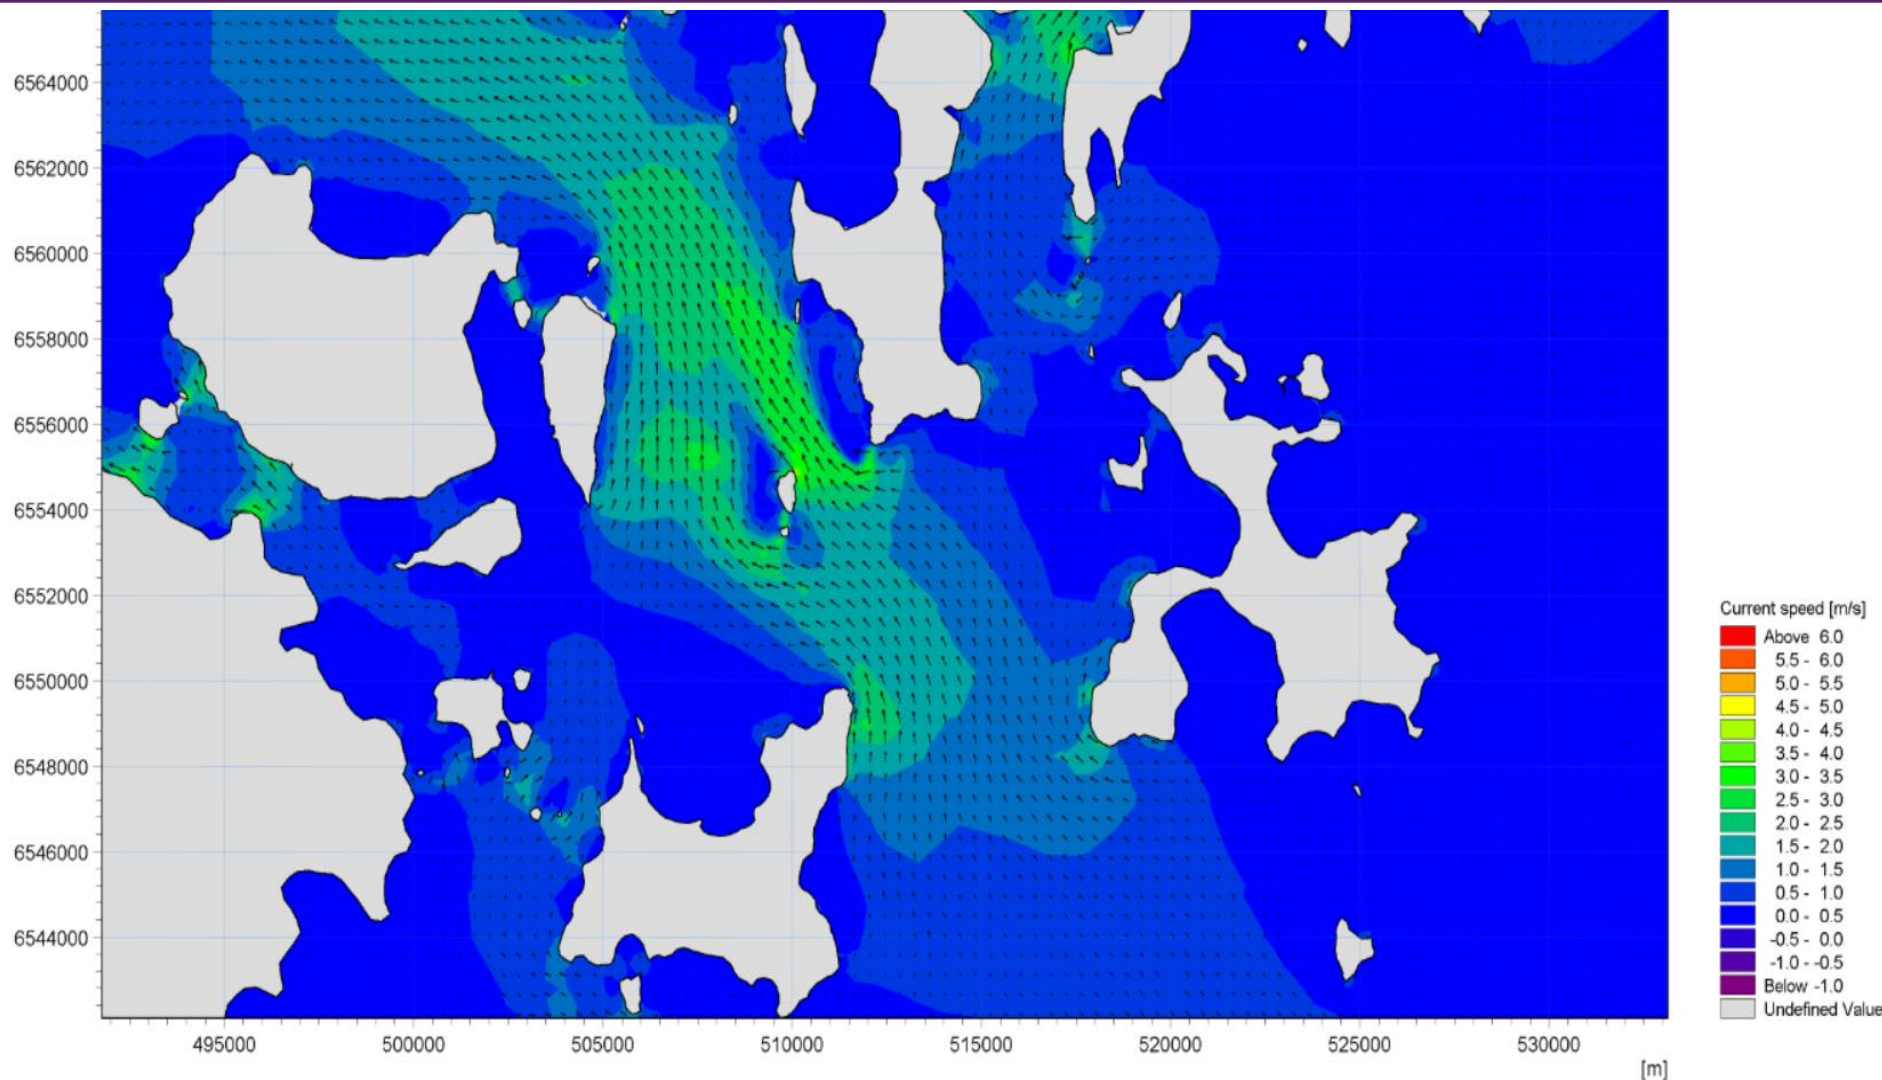 6564000
6562000
6560000
6558000
6556000
6554000
6552000
6550000
6548000
6546000
6544000
495000 500000 505000 510000 515000 520000 525000 530000
[m]
Current speed [m/s]
Above 6.0
5.5 - 6.0
5.0 - 5.5
4.5 - 5.0
4.0 - 4.5
3.5 - 4.0
3.0 - 3.5
2.5 - 3.0
2.0 - 2.5
1.5 - 2.0
1.0 - 1.5
0.5 - 1.0
0.0 - 0.5
-0.5 - 0.0
-1.0 - -0.5
Below -1.0
Undefined Value